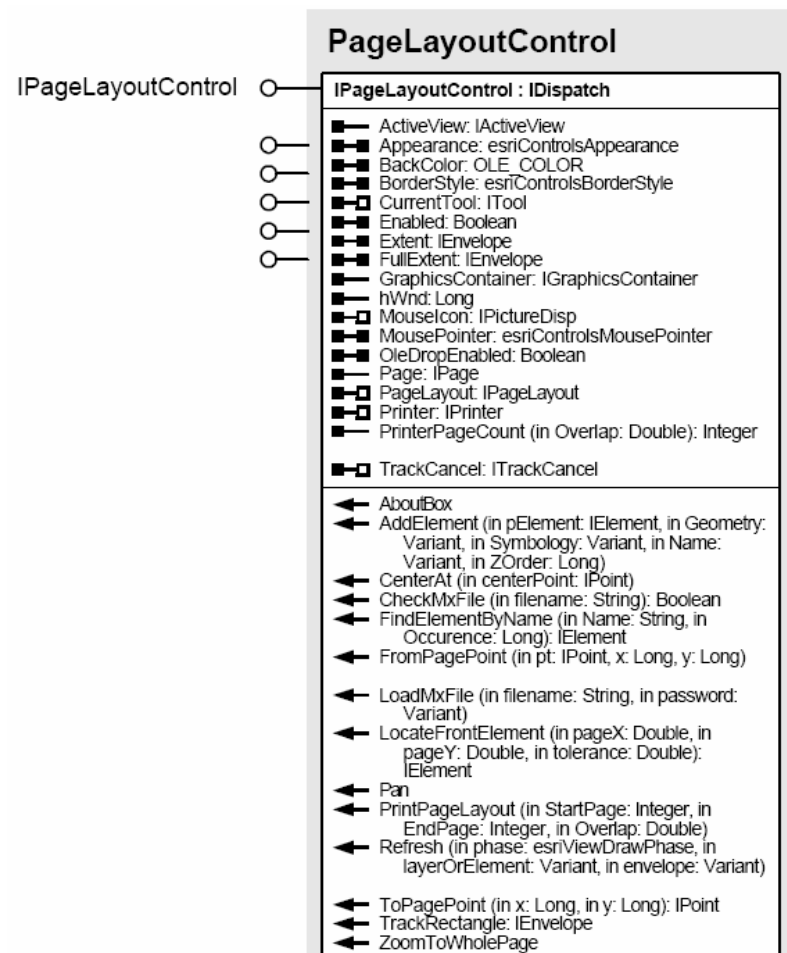 PageLayoutControl
IPageLayoutControl
IPageLayoutControl : IDispatch
ActiveView: IActiveView
Appearance: esriControlsAppearance
BackColor: OLE_COLOR
BorderStyle: esriControlsBorderStyle
CurrentTool: ITool
Enabled: Boolean
Extent: IEnvelope
FullExtent: IEnvelope
GraphicsContainer: IGraphicsContainer
hWnd: Long
MouseIcon: IPictureDisp
MousePointer: esriControlsMousePointer
OleDropEnabled: Boolean
Page: IPage
PageLayout: IPageLayout
Printer: IPrinter
PrinterPageCount (in Overlap: Double): Integer
TrackCancel: ITrackCancel
AboutBox
AddElement (in pElement: IElement, in Geometry:
Variant, in Symbology: Variant, in Name:
Variant, in ZOrder: Long)
CenterAt (in centerPoint: IPoint)
CheckMxFile (in filename: String): Boolean
FindElementByName (in Name: String, in
Occurence: Long): IElement
FromPagePoint (in pt: IPoint, x: Long, y: Long)
LoadMxFile (in filename: String, in password:
Variant)
LocateFrontElement (in pageX: Double, in
pageY: Double, in tolerance: Double):
IElement
Pan
PrintPageLayout (in StartPage: Integer, in
EndPage: Integer, in Overlap: Double)
Refresh (in phase: esriViewDrawPhase, in
layerOrElement: Variant, in envelope: Variant)
ToPagePoint (in x: Long, in y: Long): IPoint
TrackRectangle: IEnvelope
ZoomToWholePage